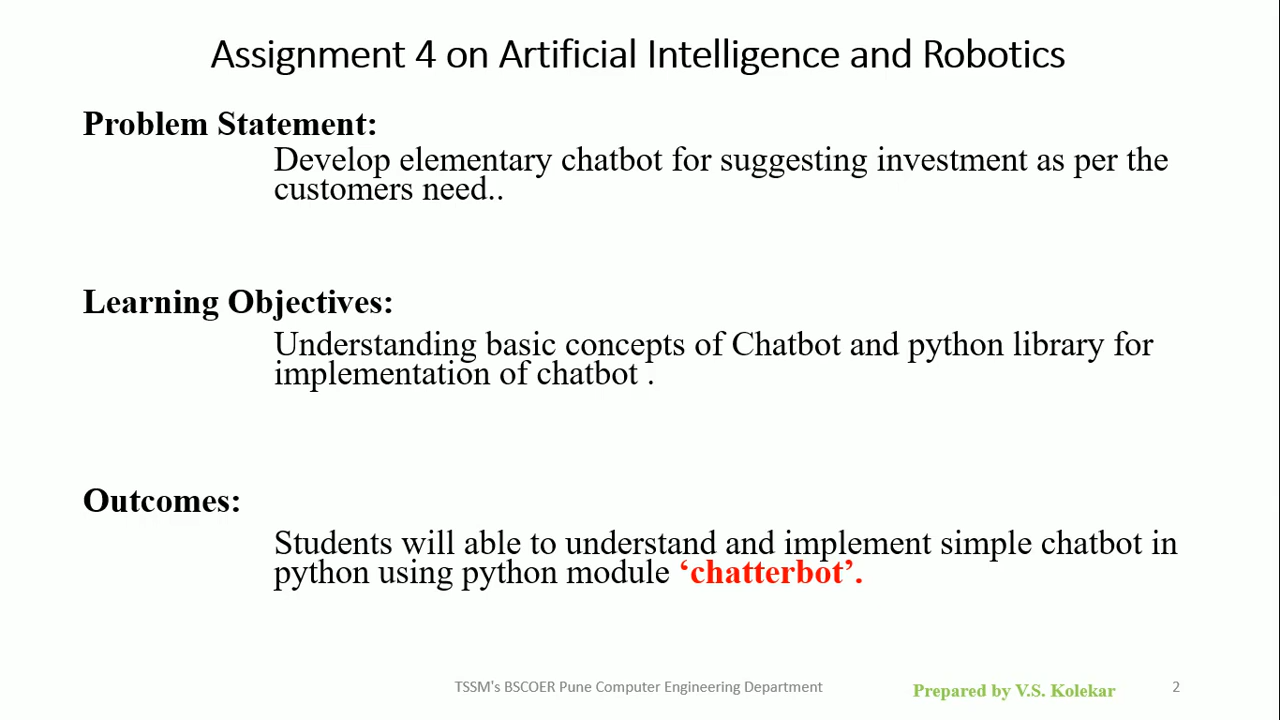 Assignment 4 on Artificial Intelligence and Robotics
Problem Statement:
Develop elementary chatbot for suggesting investment as per the
customers need..
Learning Objectives:
Understanding basic concepts of Chatbot and python library for
implementation of chatbot .
Outcomes:
Students will able to understand and implement simple chatbot in
python using python module ‘chatterbot’.
TSSM's BSCOER Pune Computer Engineering Department
Prepared by V.S. Kolekar
2